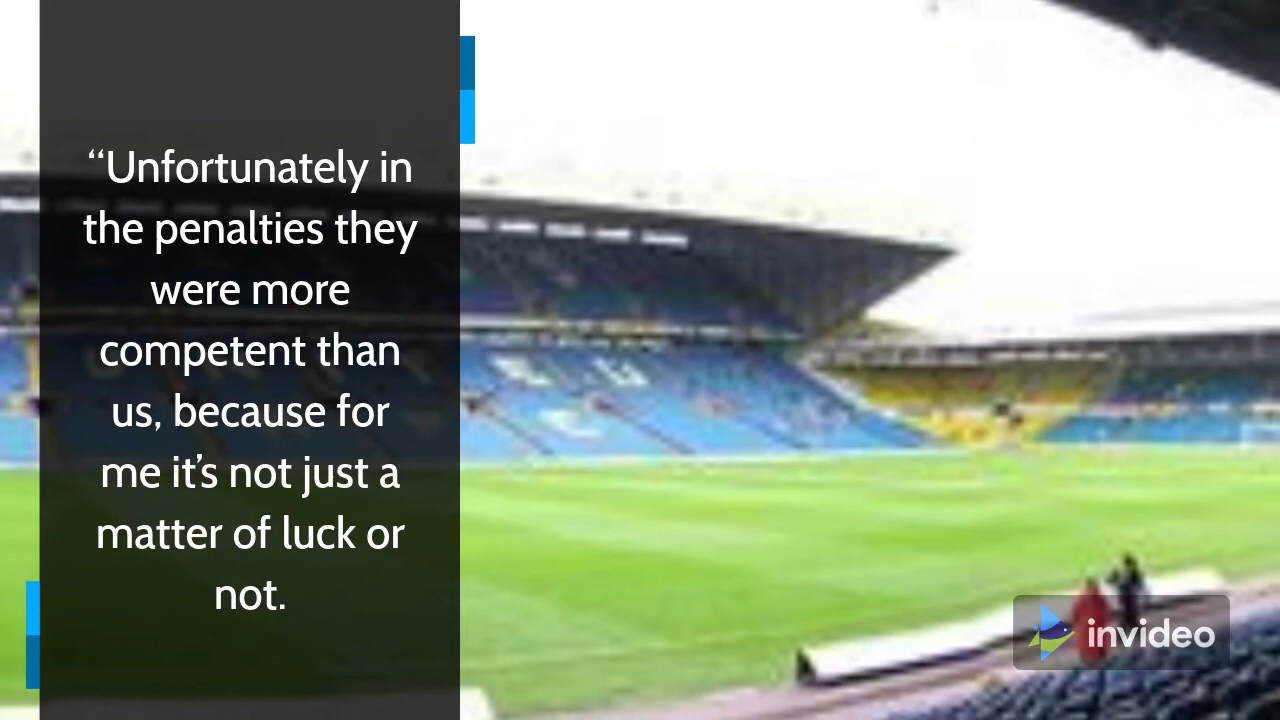 “Unfortunately in
the penalties they
were more
competent than
us, because for
me it’s not just a
matter of luck or
not.
invideo